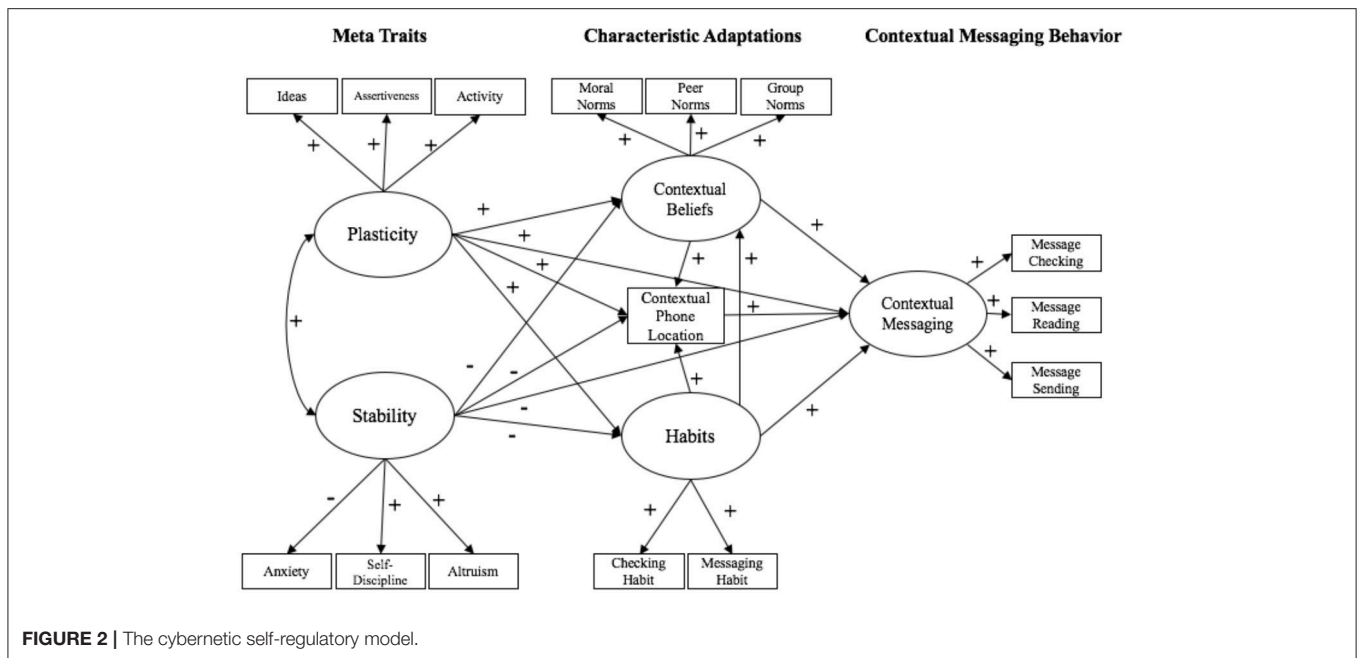 Meta Traits
Characteristic Adaptations
Contextual Messaging Behavior
Ideas
Assertiveness
Activity
Moral
Norms
Peer
Norms
Group
Norms
+
+
+
+
+
+
Plasticity
Contextual
Beliefs
+
+
+
+
+
+
+
+
Contextual
Phone
Location
+
Contextual
Messaging
+
Message
Checking
+
Message
Reading
+
Message
Sending
-
-
-
-
+
+
Stability
Habits
-
+
+
+
+
Anxiety
Self-
Discipline
Altruism
Checking
Habit
Messaging
Habit
FIGURE 2 | The cybernetic self-regulatory model.